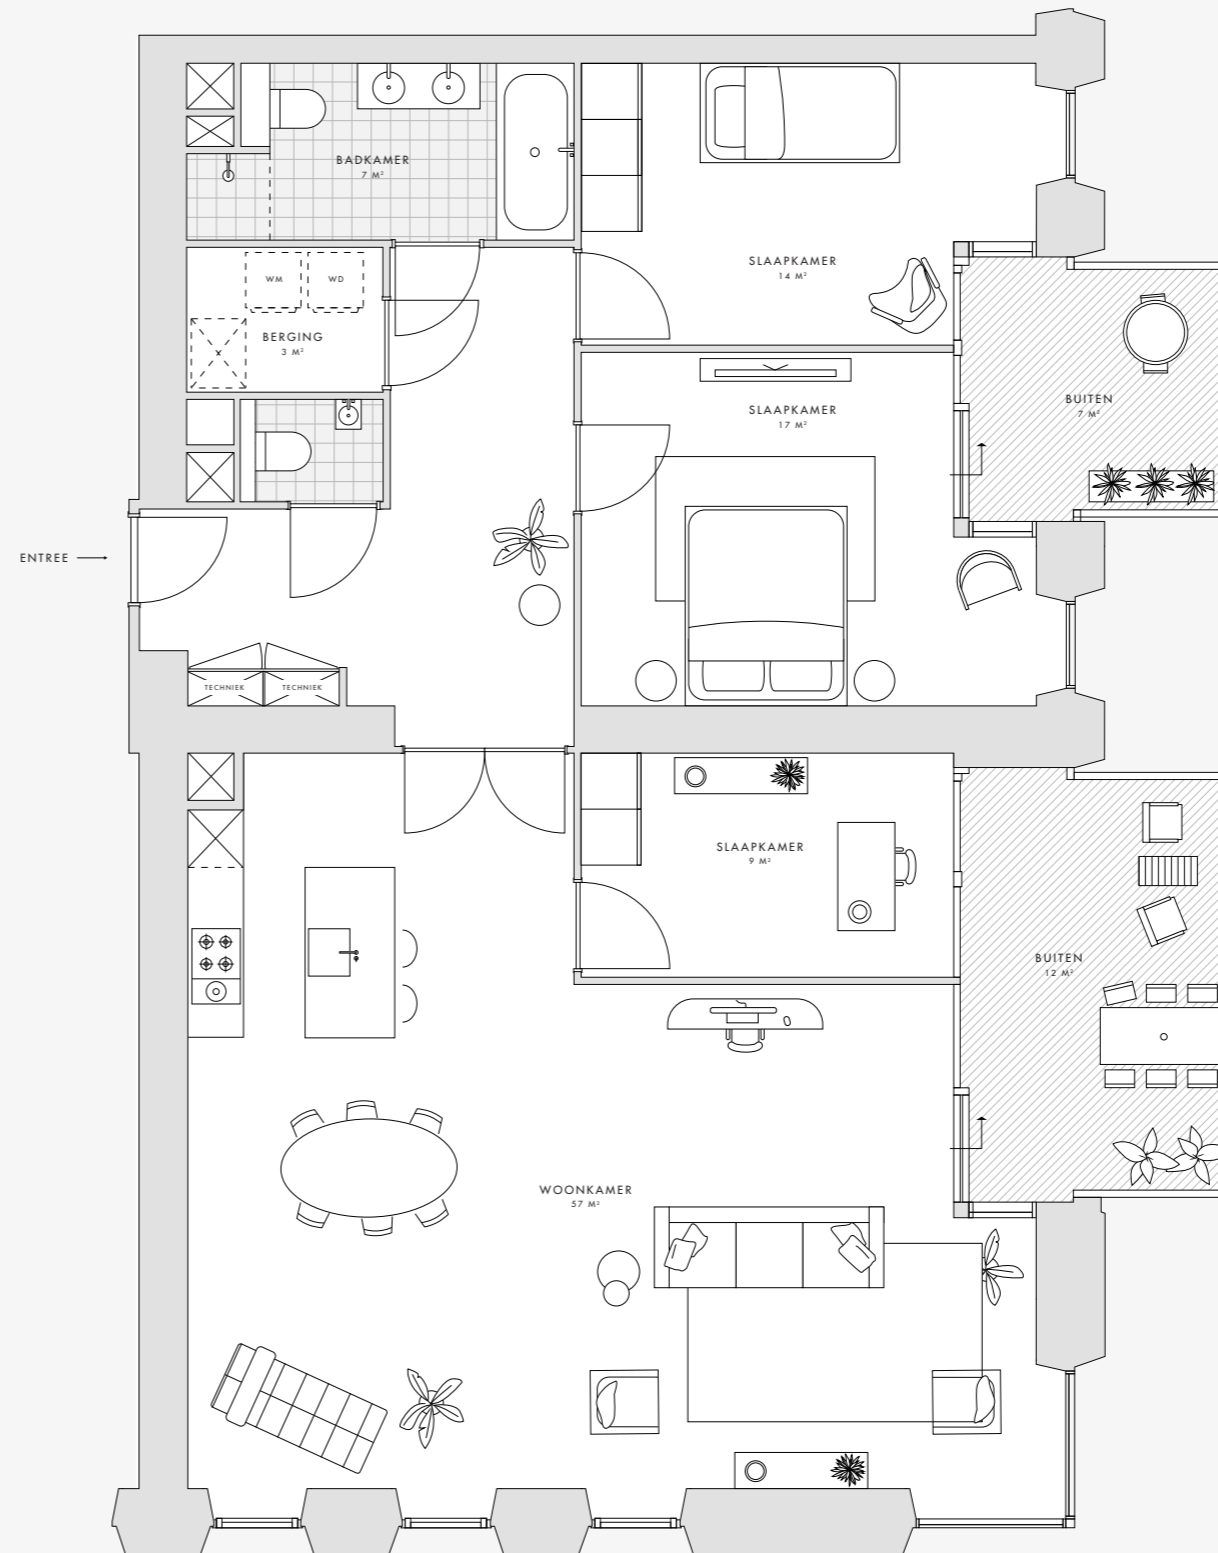 BADKAMER
7 M²
WM
WD
BERGING
3 M²
SLAAPKAMER
14 M²
SLAAPKAMER
17 M²
BUITEN
7 M²
ENTREE
TECHNIEK
TECHNIEK
SLAAPKAMER
9 M²
BUITEN
12 M²
WOONKAMER
57 M²